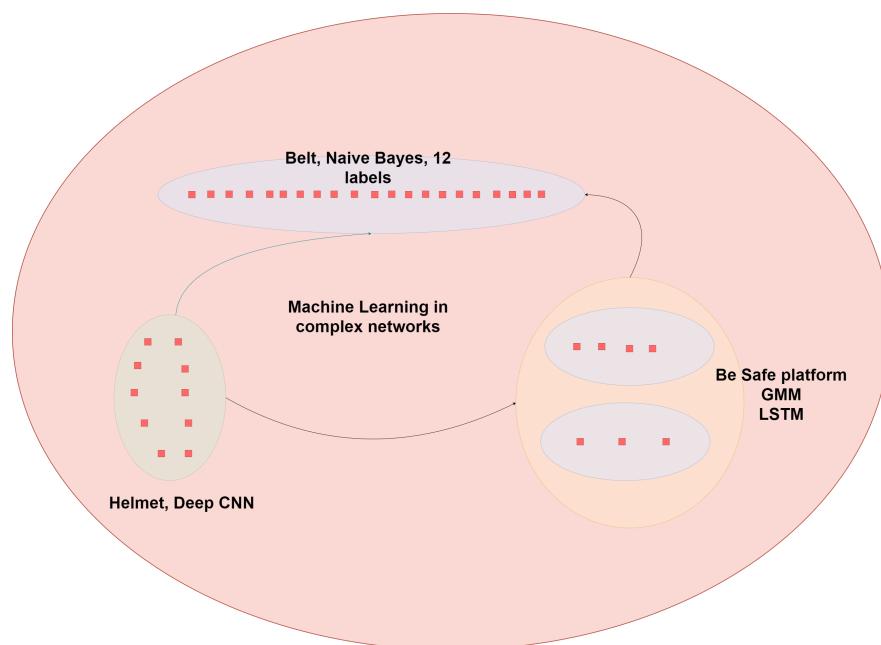 Belt, Naive Bayes, 12
labels
Machine Learning in
complex networks
Be Safe platform
GMM
LSTM
Helmet, Deep CNN